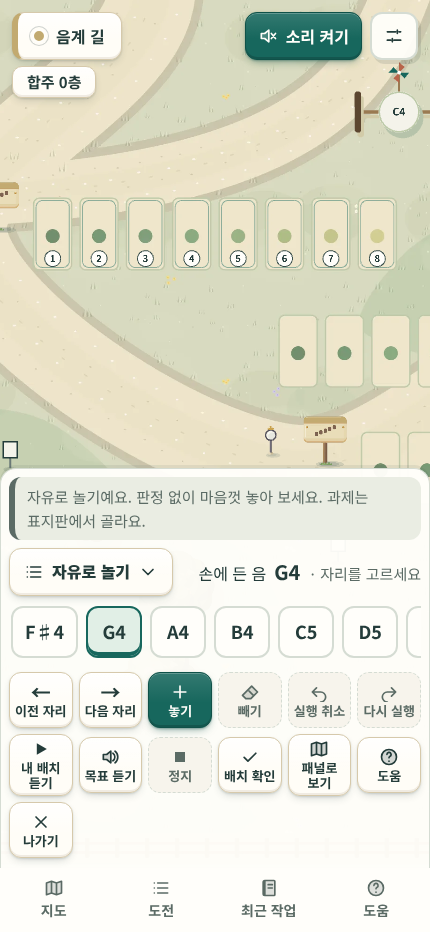 음계 길
소리 켜기
합주 0층
C4
1 2 3 4 5 6 7 8
자유로 놀기예요. 판정 없이 마음껏 놓아 보세요. 과제는
표지판에서 골라요.
자유로 놀기
손에 든 음 G4 · 자리를 고르세요
F♯4 G4 A4 B4 C5 D5
이전 자리 다음 자리 놓기 빼기 실행 취소 다시 실행
내 배치
듣기
목표 듣기 정지 배치 확인
패널로
보기
도움
나가기
지도 도전 최근 작업 도움